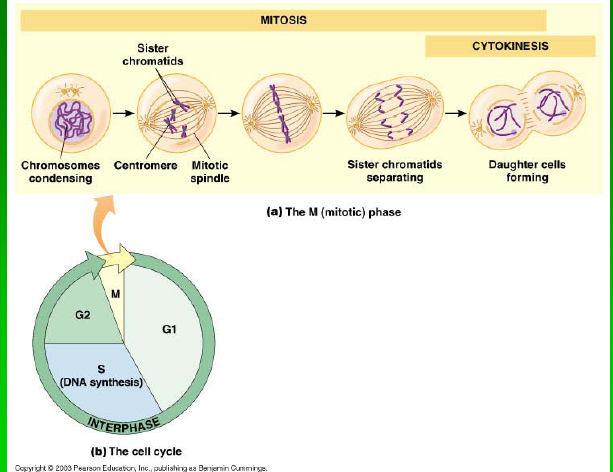 MITOSIS
CYTOKINESIS
Sister
chromatids
Chromosomes
condensing
Centromere
Mitotic
spindle
Sister chromatids
separating
Daughter cells
forming
(a) The M (mitotic) phase
M
G2
G1
S
(DNA synthesis)
INTERPHASE
(b) The cell cycle
Copyright © 2003 Pearson Education, Inc., publishing as Benjamin Cummings.